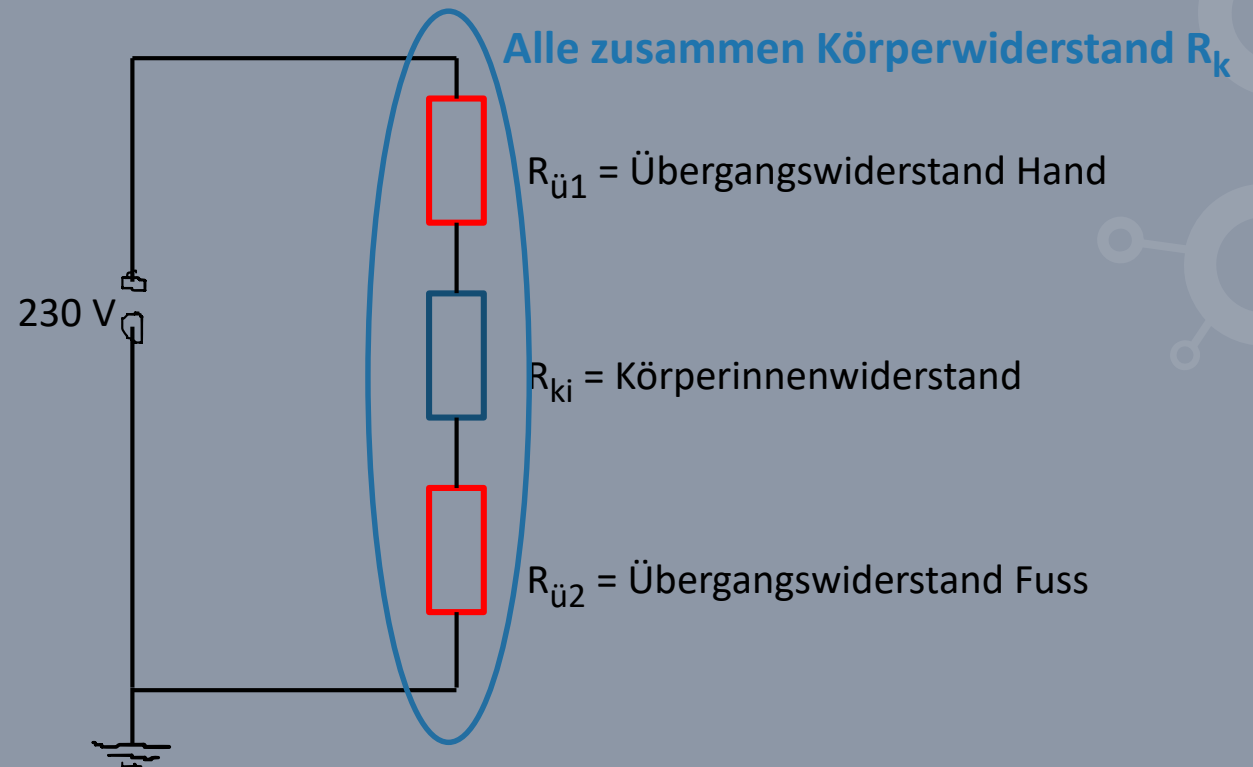 Alle zusammen Körperwiderstand Rk
Rü1 = Übergangswiderstand Hand
230 V
Rki = Körperinnenwiderstand
Rü2 = Übergangswiderstand Fuss